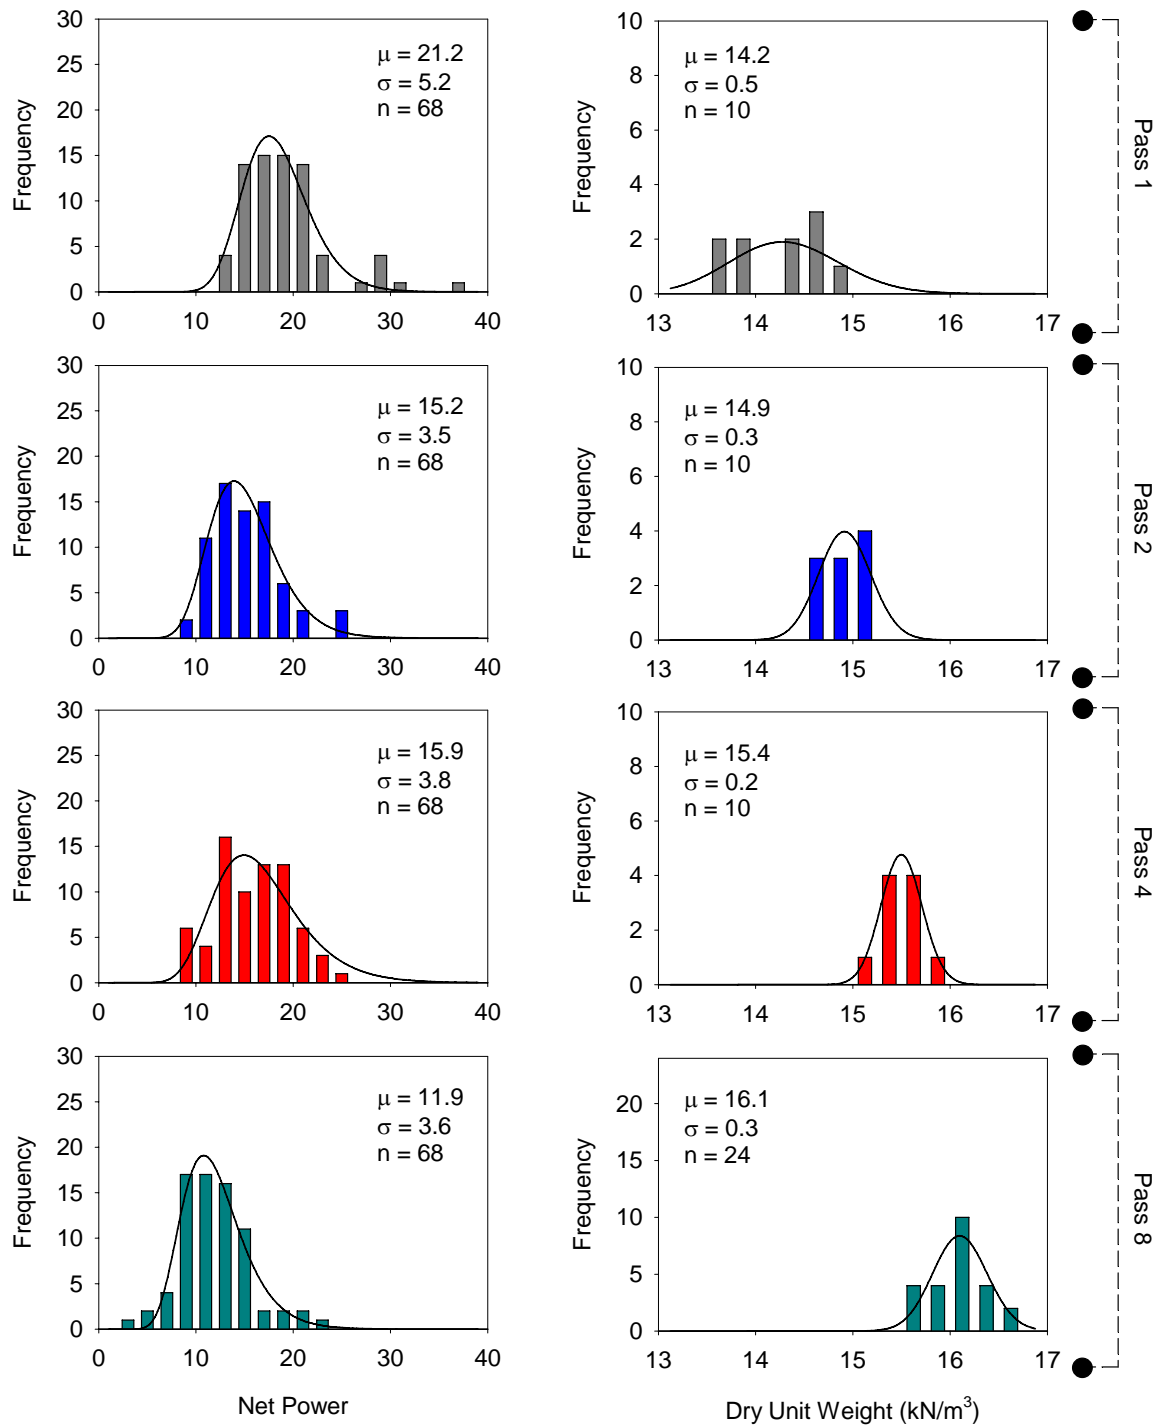 30
25
20
15
10
5
0
Frequency
μ = 21.2
σ = 5.2
n = 68
0 10 20 30 40
10
8
6
4
2
0
Frequency
μ = 14.2
σ = 0.5
n = 10
13 14 15 16 17
Pass 1
30
25
20
15
10
5
0
Frequency
μ = 15.2
σ = 3.5
n = 68
0 10 20 30 40
10
8
6
4
2
0
Frequency
μ = 14.9
σ = 0.3
n = 10
13 14 15 16 17
Pass 2
30
25
20
15
10
5
0
Frequency
μ = 15.9
σ = 3.8
n = 68
0 10 20 30 40
10
8
6
4
2
0
Frequency
μ = 15.4
σ = 0.2
n = 10
13 14 15 16 17
Pass 4
30
25
20
15
10
5
0
Frequency
μ = 11.9
σ = 3.6
n = 68
0 10 20 30 40
Net Power
20
15
10
5
0
Frequency
μ = 16.1
σ = 0.3
n = 24
13 14 15 16 17
Dry Unit Weight (kN/m³)
Pass 8